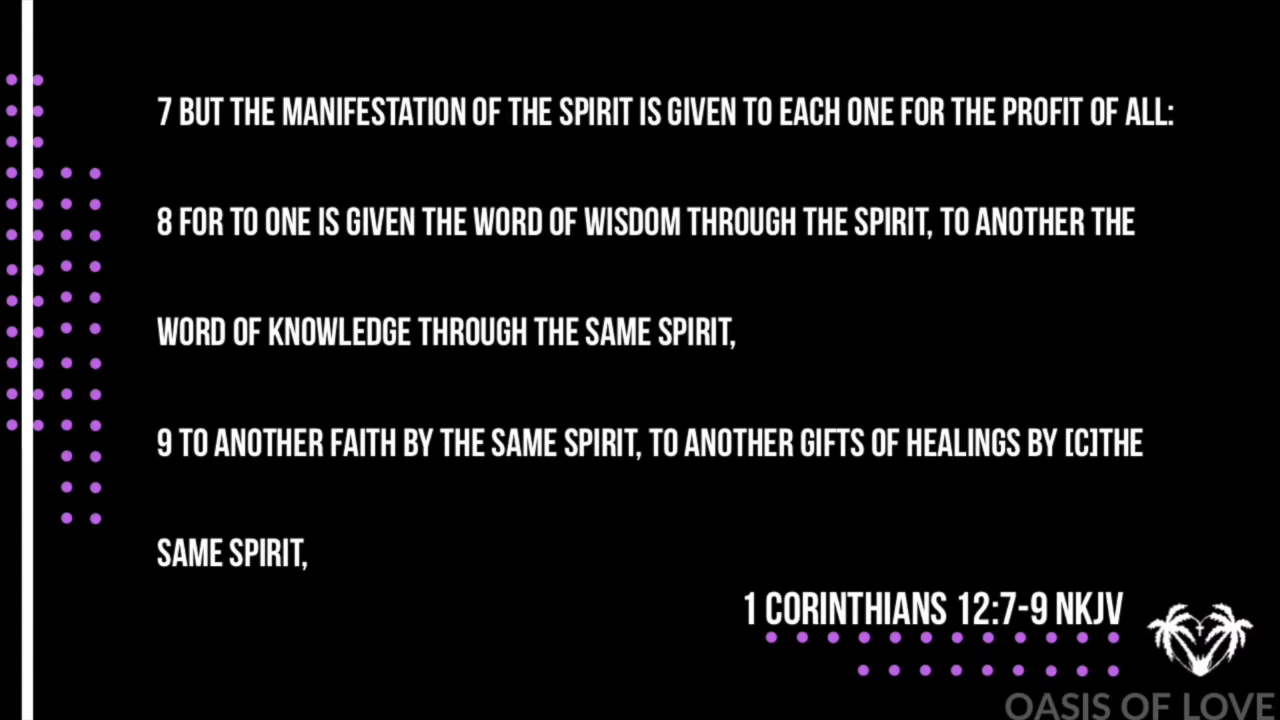 7 BUT THE MANIFESTATION OF THE SPIRIT IS GIVEN TO EACH ONE FOR THE PROFIT OF ALL:
8 FOR TO ONE IS GIVEN THE WORD OF WISDOM THROUGH THE SPIRIT, TO ANOTHER THE
WORD OF KNOWLEDGE THROUGH THE SAME SPIRIT,
9 TO ANOTHER FAITH BY THE SAME SPIRIT, TO ANOTHER GIFTS OF HEALINGS BY [C]THE
SAME SPIRIT,
1 CORINTHIANS 12:7-9 NKJV
OASIS OF LOVE